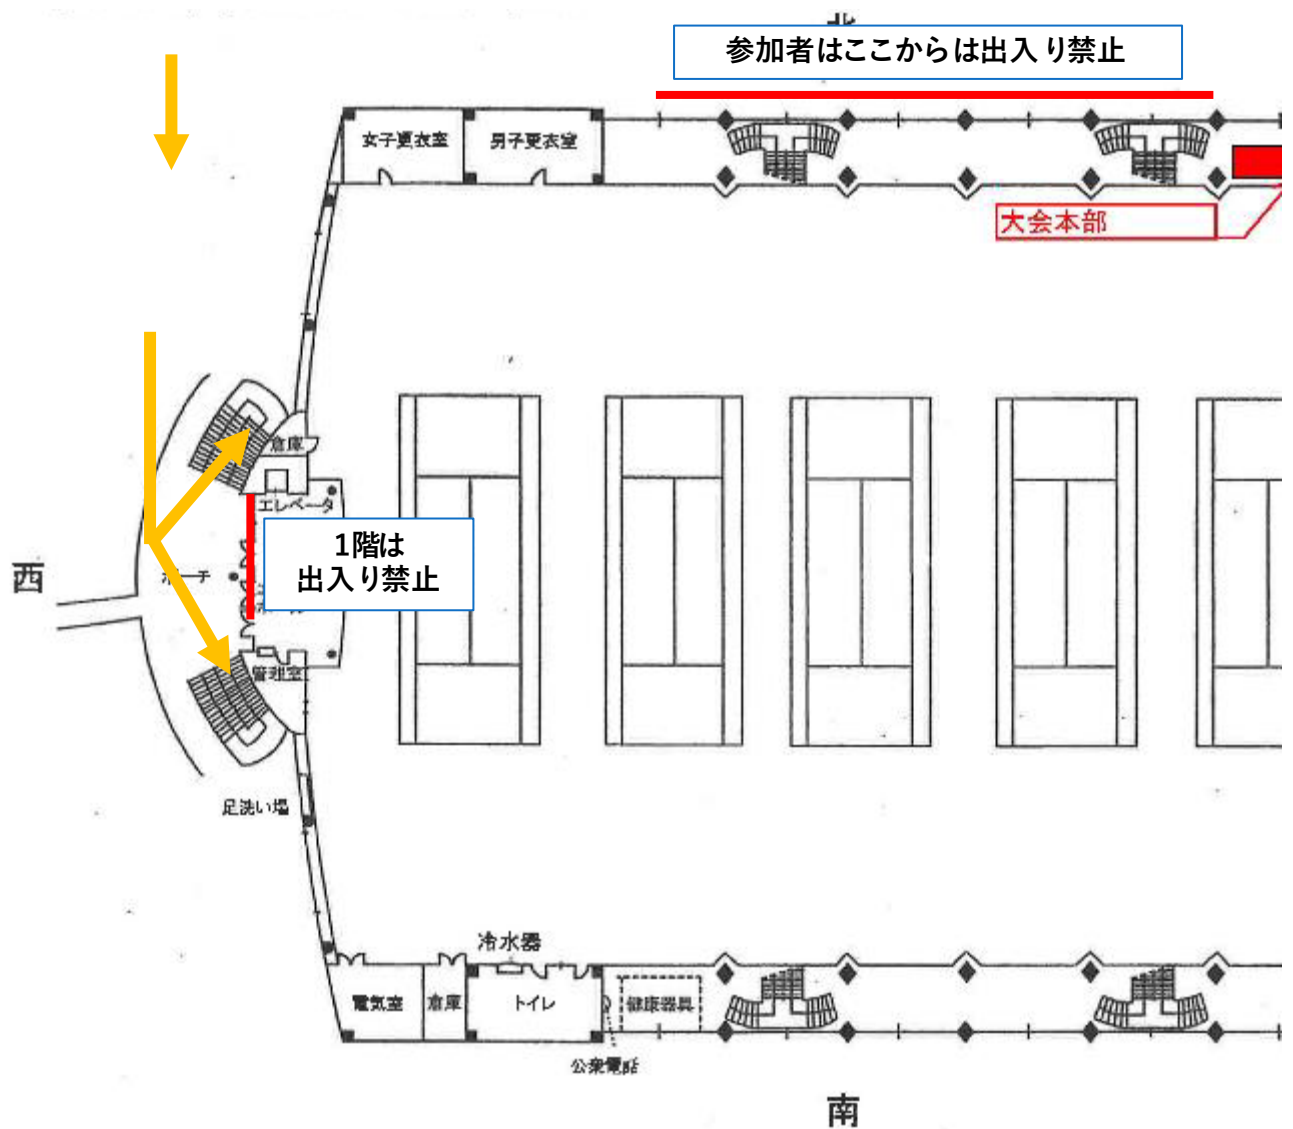 北
参加者はここからは出入り禁止
女子更衣室
男子更衣室
大会本部
倉庫
エレベータ
1階は
出入り禁止
西
ポーチ
管理室
足洗い場
冷水器
電気室
倉庫
トイレ
健康器具
公衆電話
南